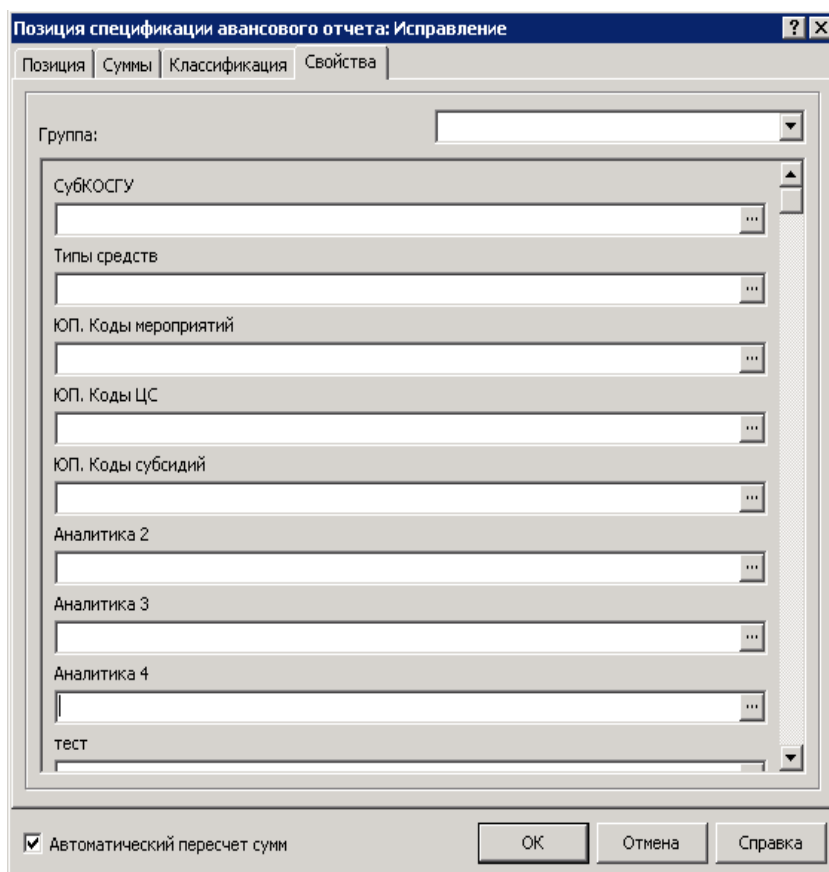 Позиция спецификации авансового отчета: Исправление
Позиция Суммы Классификация Свойства
Группа:
СубКОСГУ
Типы средств
ЮП. Коды мероприятий
ЮП. Коды ЦС
ЮП. Коды субсидий
Аналитика 2
Аналитика 3
Аналитика 4
тест
Автоматический пересчет сумм ОК Отмена Справка